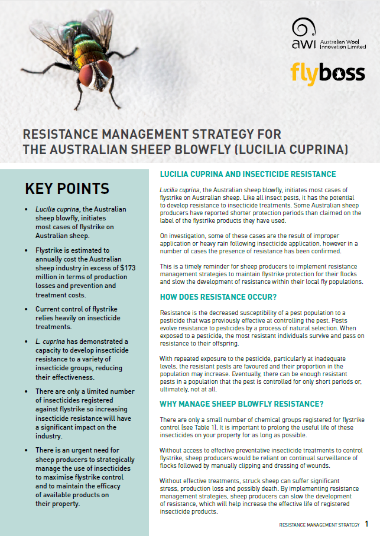 awi Australian Wool
Innovation Limited
flyboss
RESISTANCE MANAGEMENT STRATEGY FOR
THE AUSTRALIAN SHEEP BLOWFLY (LUCILIA CUPRINA)
KEY POINTS
• Lucilia cuprina, the Australian
sheep blowfly, initiates
most cases of flystrike on
Australian sheep.
• Flystrike is estimated to
annually cost the Australian
sheep industry in excess of $173
million in terms of production
losses and prevention and
treatment costs.
• Current control of flystrike
relies heavily on insecticide
treatments.
• L. cuprina has demonstrated a
capacity to develop insecticide
resistance to a variety of
insecticide groups, reducing
their effectiveness.
• There are only a limited number
of insecticides registered
against flystrike so increasing
insecticide resistance will have
a significant impact on the
industry.
• There is an urgent need for
sheep producers to strategically
manage the use of insecticides
to maximise flystrike control
and to maintain the efficacy
of available products on
their property.
LUCILIA CUPRINA AND INSECTICIDE RESISTANCE
Lucilia cuprina, the Australian sheep blowfly, initiates most cases of
flystrike on Australian sheep. Like all insect pests, it has the potential
to develop resistance to insecticide treatments. Some Australian sheep
producers have reported shorter protection periods than claimed on the
label of the flystrike products they have used.
On investigation, some of these cases are the result of improper
application or heavy rain following insecticide application, however in a
number of cases the presence of resistance has been confirmed.
This is a timely reminder for sheep producers to implement resistance
management strategies to maintain flystrike protection for their flocks
and slow the development of resistance within their local fly populations.
HOW DOES RESISTANCE OCCUR?
Resistance is the decreased susceptibility of a pest population to a
pesticide that was previously effective at controlling the pest. Pests
evolve resistance to pesticides by a process of natural selection. When
exposed to a pesticide, the most resistant individuals survive and pass on
resistance to their offspring.
With repeated exposure to the pesticide, particularly at inadequate
levels, the resistant pests are favoured and their proportion in the
population may increase. Eventually, there can be enough resistant
pests in a population that the pest is controlled for only short periods or,
ultimately, not at all.
WHY MANAGE SHEEP BLOWFLY RESISTANCE?
There are only a small number of chemical groups registered for flystrike
control (see Table 1). It is important to prolong the useful life of these
insecticides on your property for as long as possible.
Without access to effective preventative insecticide treatments to control
flystrike, sheep producers would be reliant on continual surveillance of
flocks followed by manually clipping and dressing of wounds.
Without effective treatments, struck sheep can suffer significant
stress, production loss and possibly death. By implementing resistance
management strategies, sheep producers can slow the development
of resistance, which will help increase the effective life of registered
insecticide products.
RESISTANCE MANAGEMENT STRATEGY 1